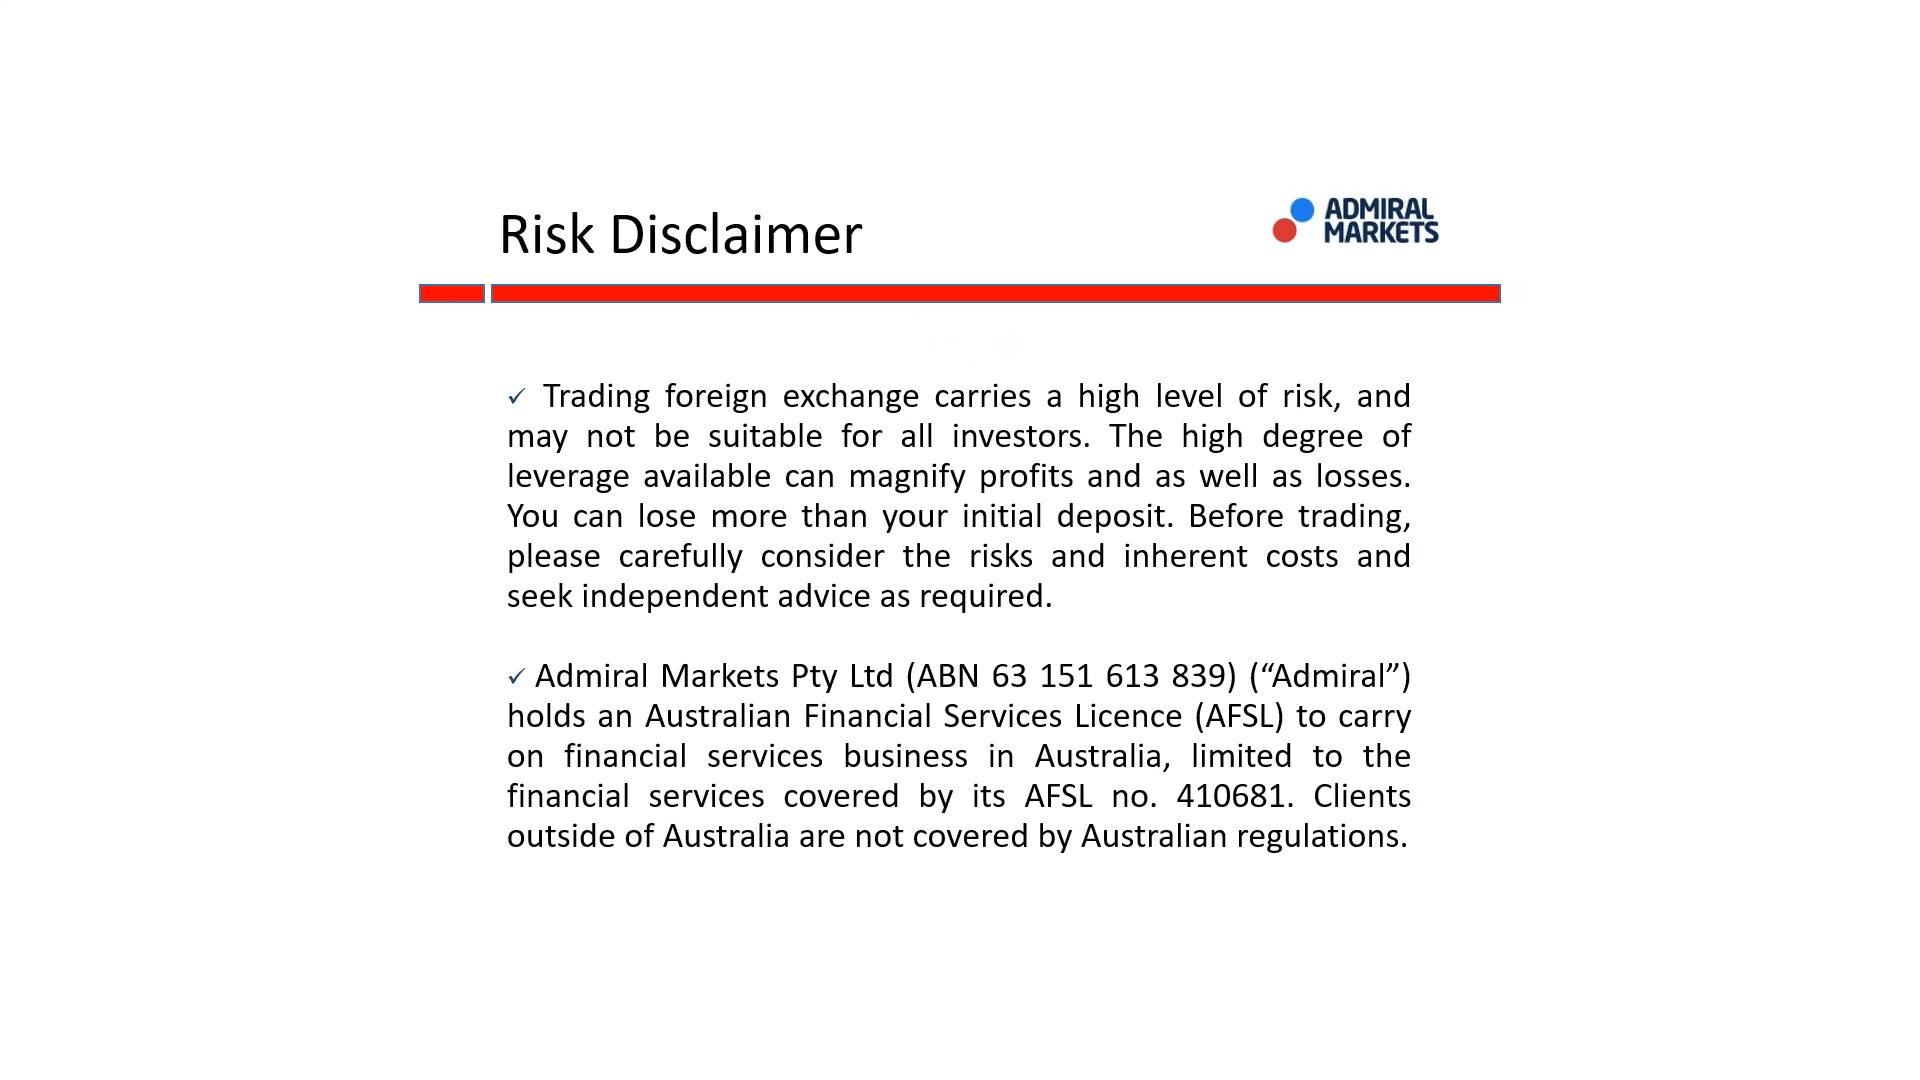 Risk Disclaimer
ADMIRAL
MARKETS
✓ Trading foreign exchange carries a high level of risk, and
may not be suitable for all investors. The high degree of
leverage available can magnify profits and as well as losses.
You can lose more than your initial deposit. Before trading,
please carefully consider the risks and inherent costs and
seek independent advice as required.
✓ Admiral Markets Pty Ltd (ABN 63 151 613 839) (“Admiral”)
holds an Australian Financial Services Licence (AFSL) to carry
on financial services business in Australia, limited to the
financial services covered by its AFSL no. 410681. Clients
outside of Australia are not covered by Australian regulations.